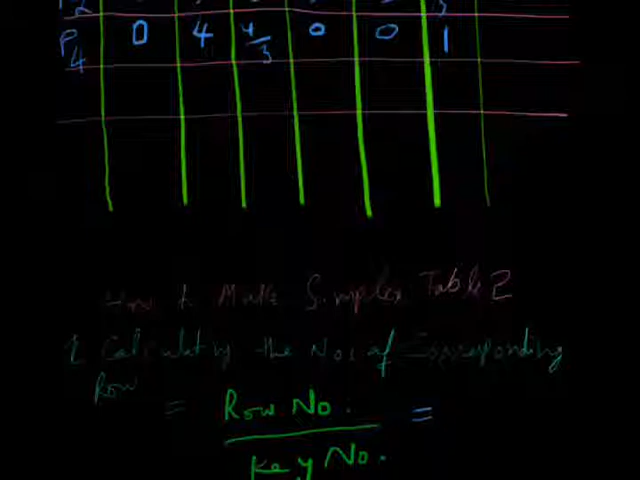 P4 0 4 4/3 0 0 1
How to Make Simplex Table 2
1 Calculating the Nos of Corresponding
Row
= Row No. =
Key No.